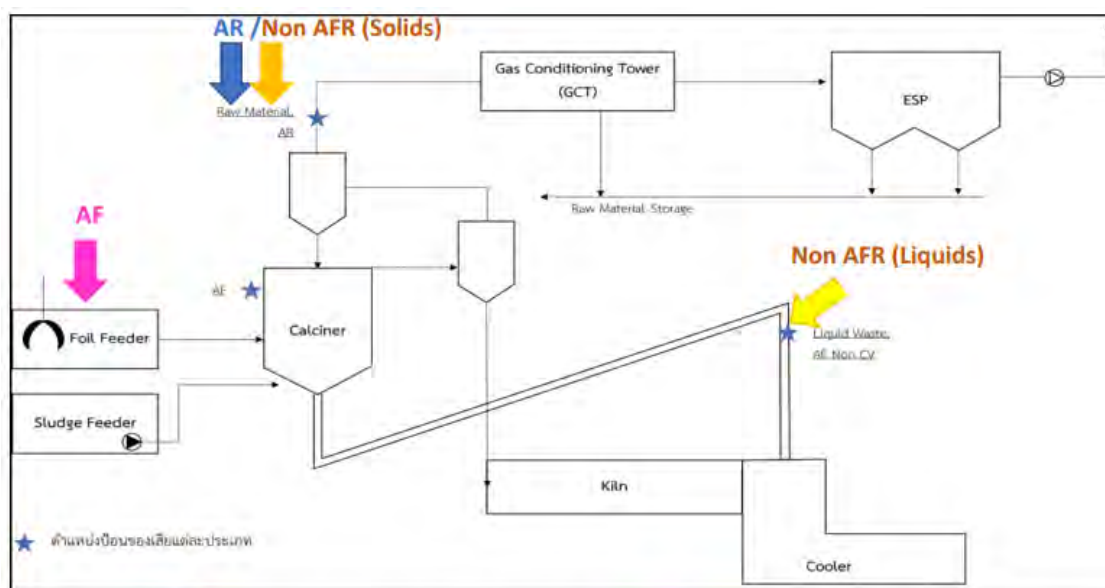 AR /Non AFR (Solids)
Raw Material,
AR
Gas Conditioning Tower
(GCT)
ESP
Raw Material Storage
AF
AF
Foil Feeder
Calciner
Sludge Feeder
Non AFR (Liquids)
Liquid Waste,
AF Non CV
Kiln
Cooler
ตำแหน่งป้อนของเสียแต่ละประเภท